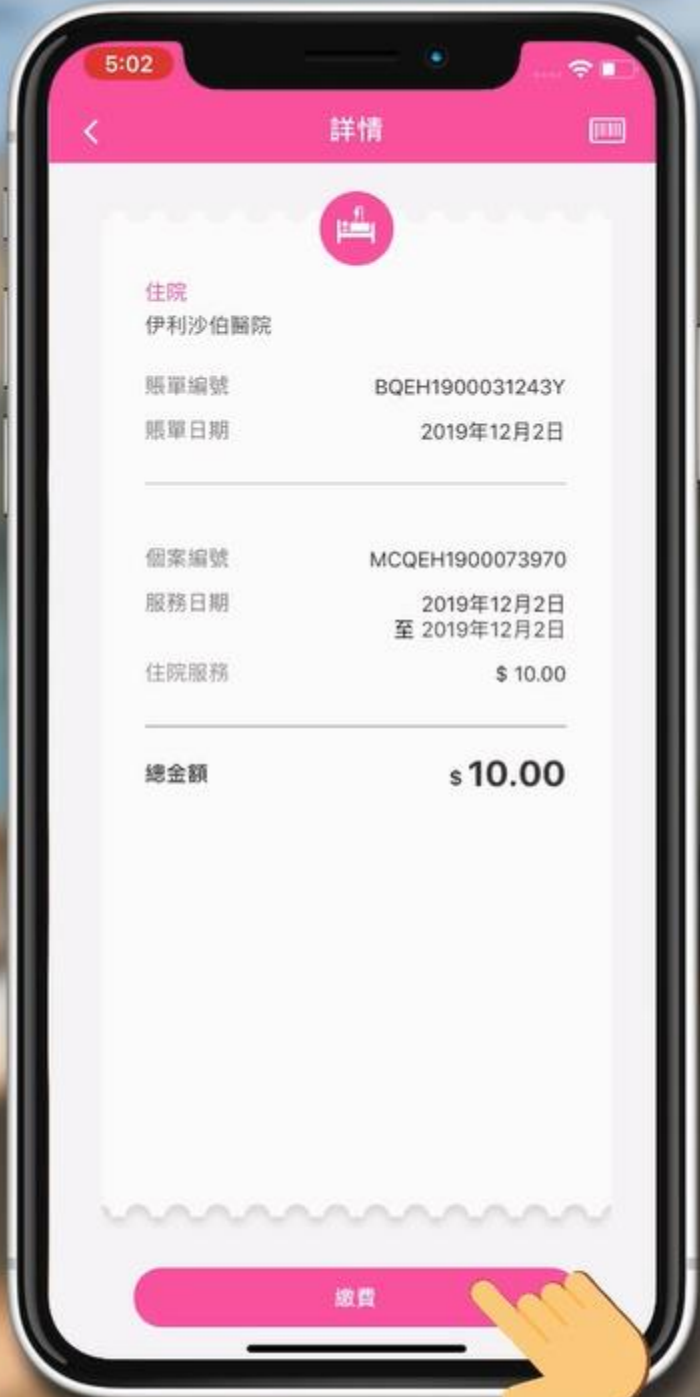 5:02
詳情
住院
伊利沙伯醫院
賬單編號 BQEH1900031243Y
賬單日期 2019年12月2日
個案編號 MCQEH1900073970
服務日期 2019年12月2日
至 2019年12月2日
住院服務 $ 10.00
總金額 $ 10.00
繳費